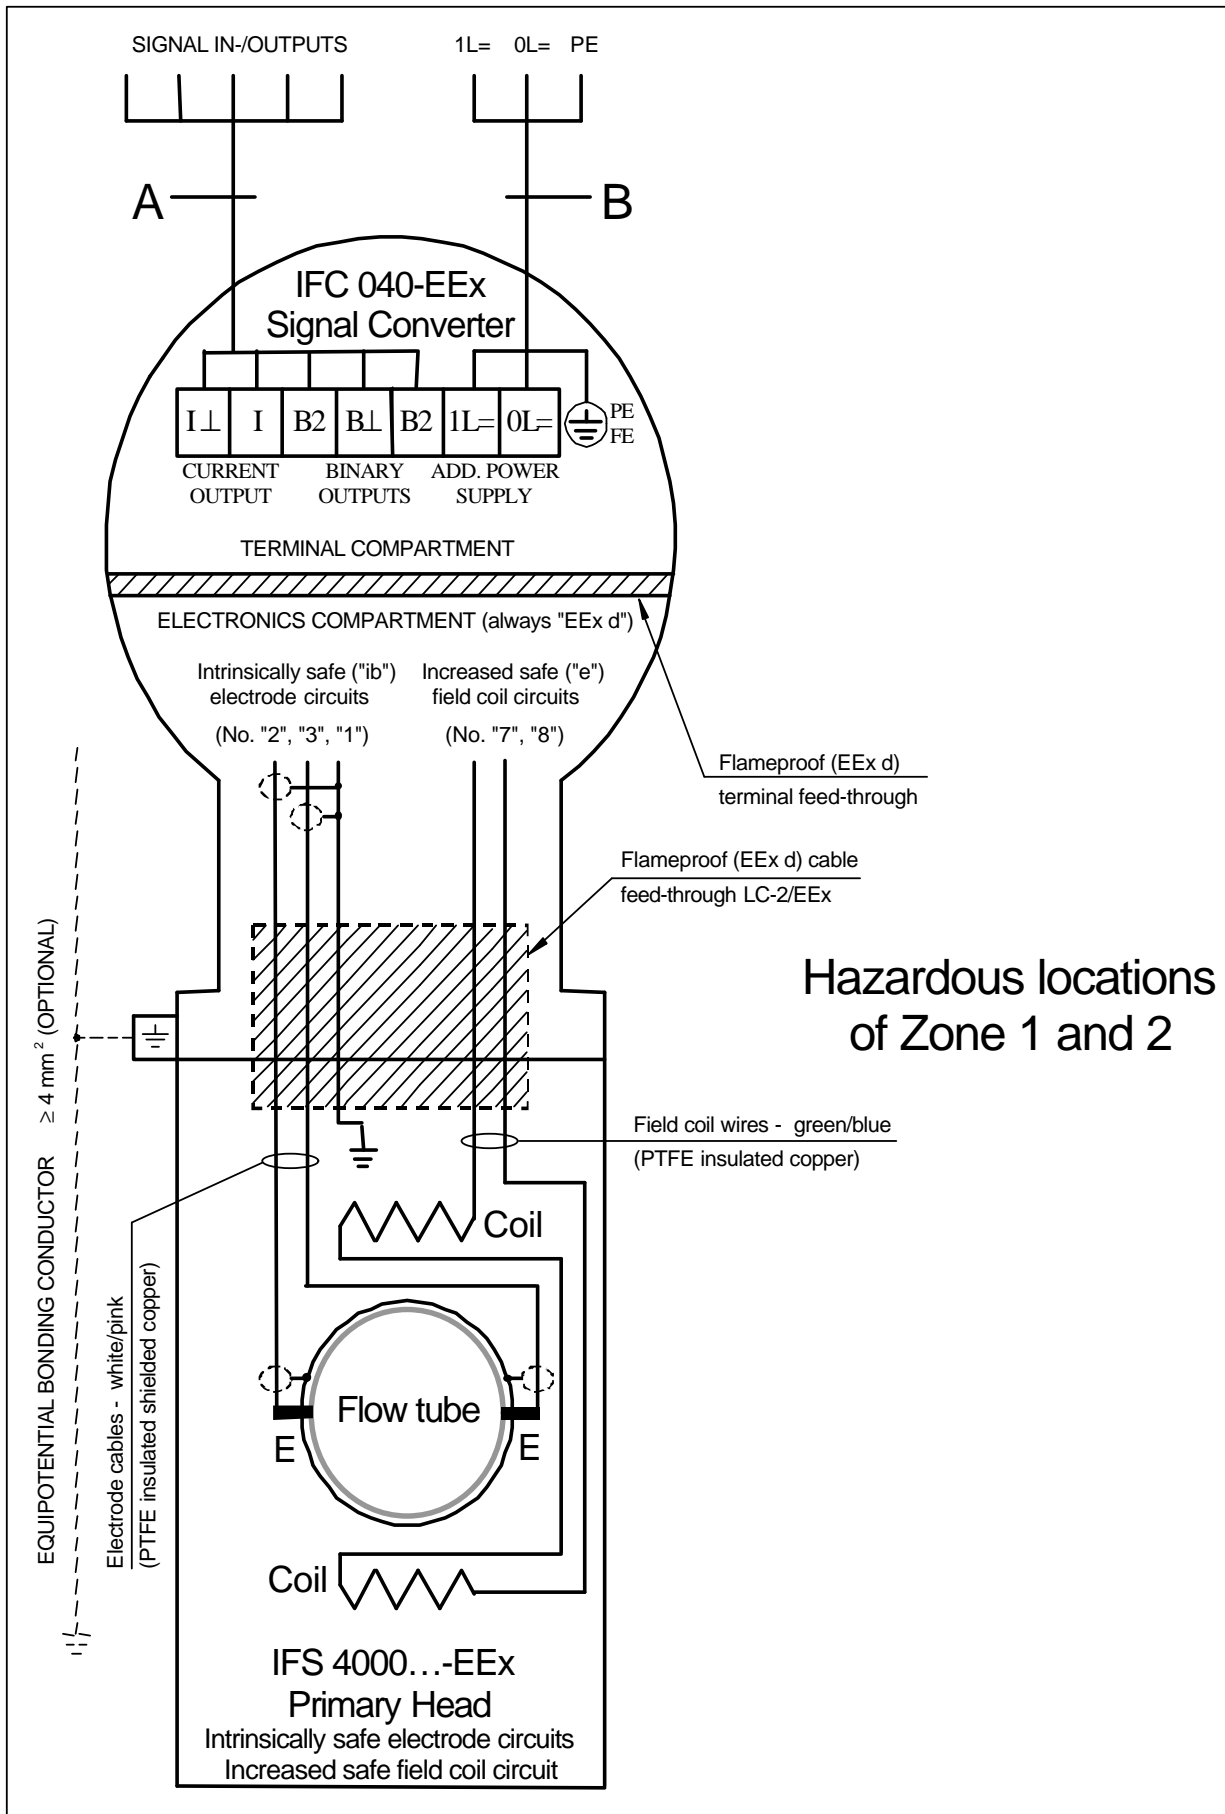 SIGNAL IN-/OUTPUTS
1L= 0L= PE
A
B
IFC 040-EEx
Signal Converter
I⊥ I B2 B⊥ B2 1L= 0L=
PE
FE
CURRENT
OUTPUT
BINARY
OUTPUTS
ADD. POWER
SUPPLY
TERMINAL COMPARTMENT
ELECTRONICS COMPARTMENT (always "EEx d")
Intrinsically safe ("ib")
electrode circuits
(No. "2", "3", "1")
Increased safe ("e")
field coil circuits
(No. "7", "8")
Flameproof (EEx d)
terminal feed-through
Flameproof (EEx d) cable
feed-through LC-2/EEx
Hazardous locations
of Zone 1 and 2
EQUIPOTENTIAL BONDING CONDUCTOR ≥ 4 mm² (OPTIONAL)
Field coil wires - green/blue
(PTFE insulated copper)
Electrode cables - white/pink
(PTFE insulated shielded copper)
Coil
Flow tube
E
E
Coil
IFS 4000...-EEx
Primary Head
Intrinsically safe electrode circuits
Increased safe field coil circuit